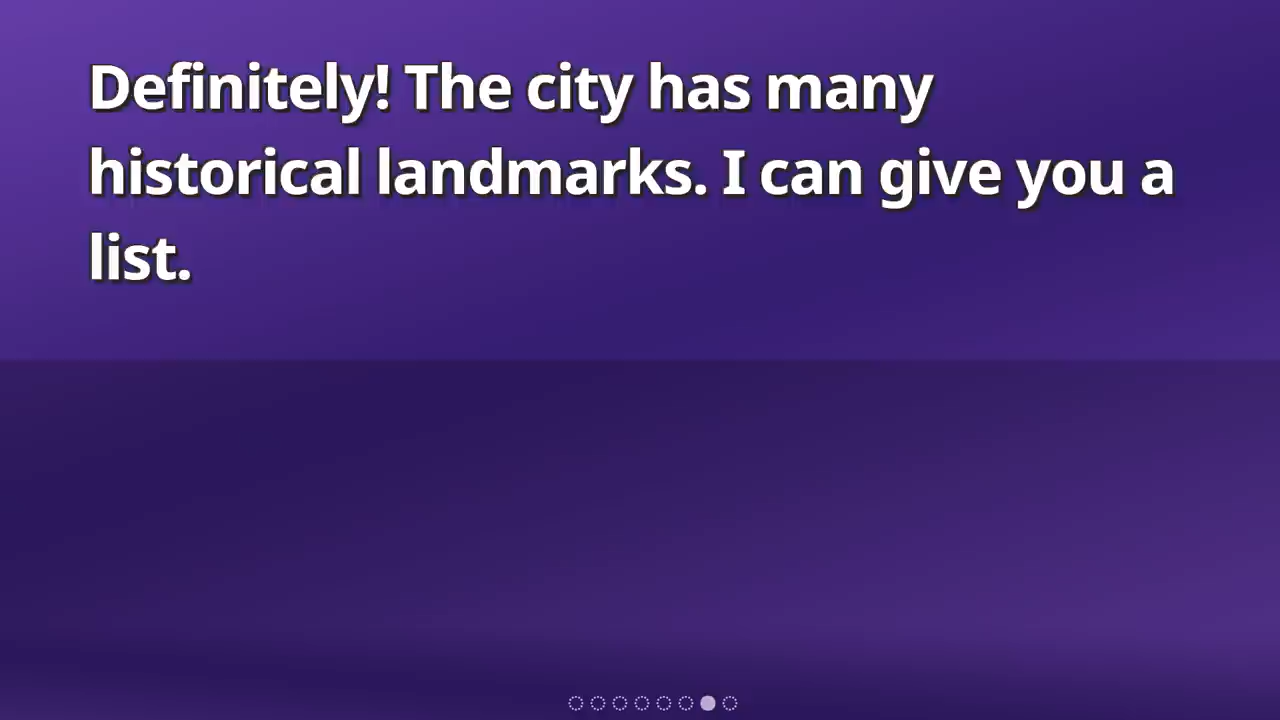 Definitely! The city has many
historical landmarks. I can give you a
list.